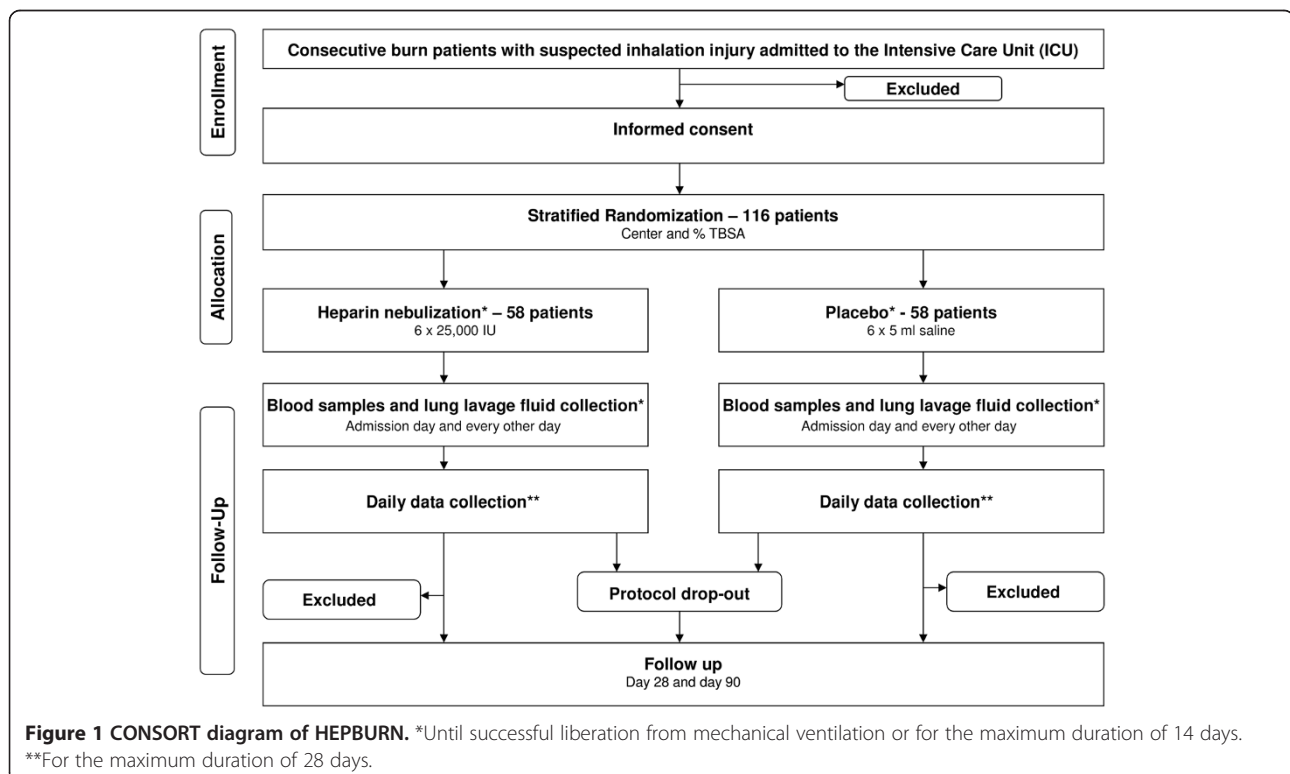 Enrollment
Consecutive burn patients with suspected inhalation injury admitted to the Intensive Care Unit (ICU)
Excluded
Informed consent
Allocation
Stratified Randomization – 116 patients
Center and % TBSA
Heparin nebulization* – 58 patients
6 x 25,000 IU
Placebo* - 58 patients
6 x 5 ml saline
Follow-Up
Blood samples and lung lavage fluid collection*
Admission day and every other day
Blood samples and lung lavage fluid collection*
Admission day and every other day
Daily data collection**
Daily data collection**
Excluded
Protocol drop-out
Excluded
Follow up
Day 28 and day 90
Figure 1 CONSORT diagram of HEPBURN. *Until successful liberation from mechanical ventilation or for the maximum duration of 14 days.
**For the maximum duration of 28 days.